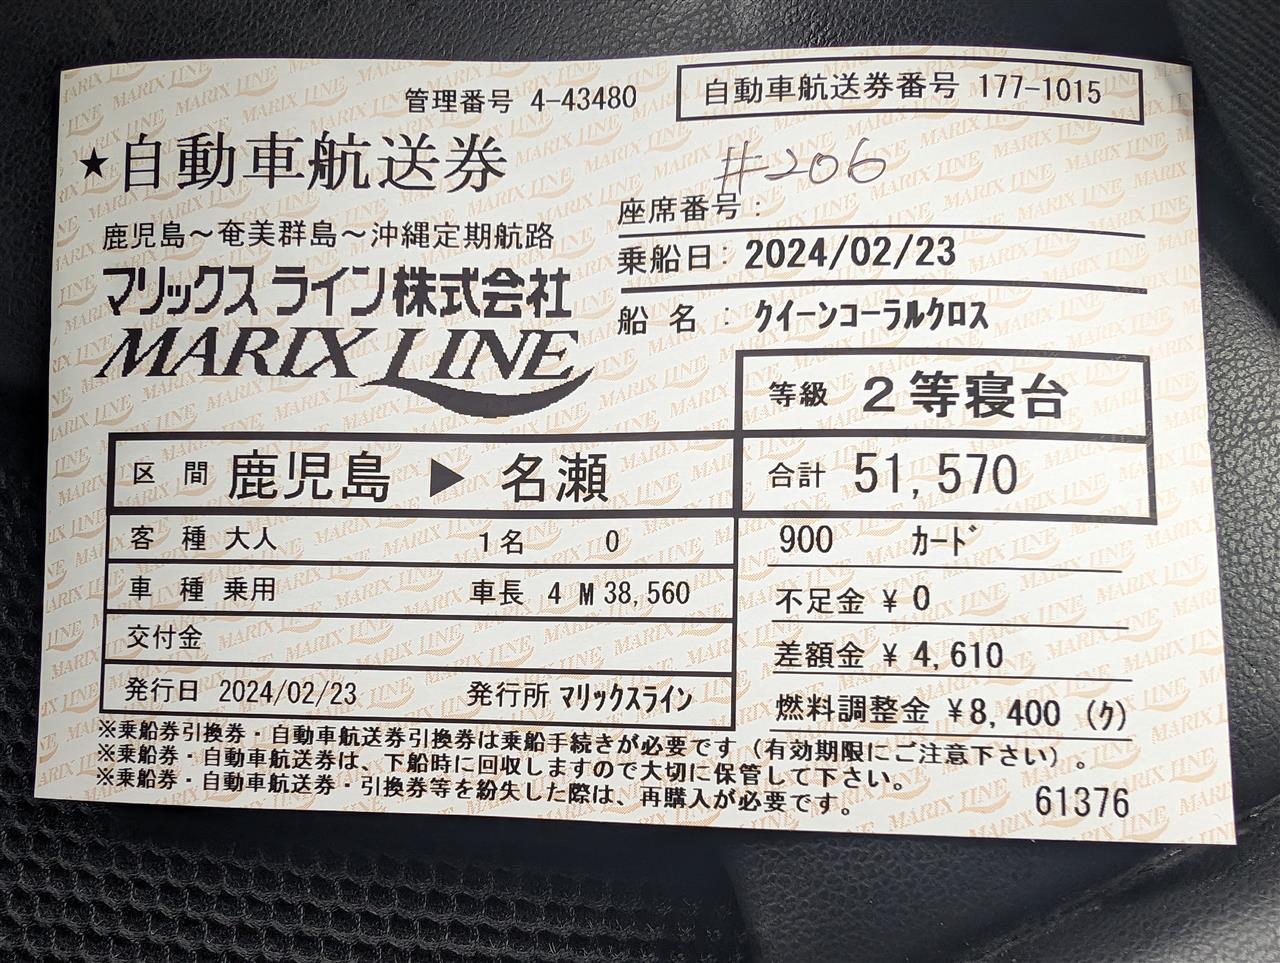 管理番号 4-43480
自動車航送券番号 177-1015
★自動車航送券
#206
座席番号:
鹿児島～奄美群島～沖縄定期航路
乗船日: 2024/02/23
マリックスライン株式会社
船 名 : クイーンコーラルクロス
MARIX LINE
等級 2等寝台
区 間 鹿児島 ▶ 名瀬
合計 51,570
客 種 大人 1名 0
900 カード
車 種 乗用 車長 4 M 38,560
不足金 ¥ 0
交付金
差額金 ¥ 4,610
発行日 2024/02/23 発行所 マリックスライン
燃料調整金 ¥8,400 (ク)
※乗船券引換券・自動車航送券引換券は乗船手続きが必要です（有効期限にご注意下さい）。
※乗船券・自動車航送券は、下船時に回収しますので大切に保管して下さい。
※乗船券・自動車航送券・引換券等を紛失した際は、再購入が必要です。
61376